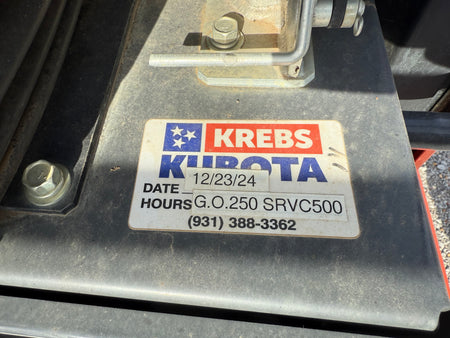 KREBS
KUBOTA
DATE 12/23/24
HOURS G.O.250 SRVC500
(931) 388-3362